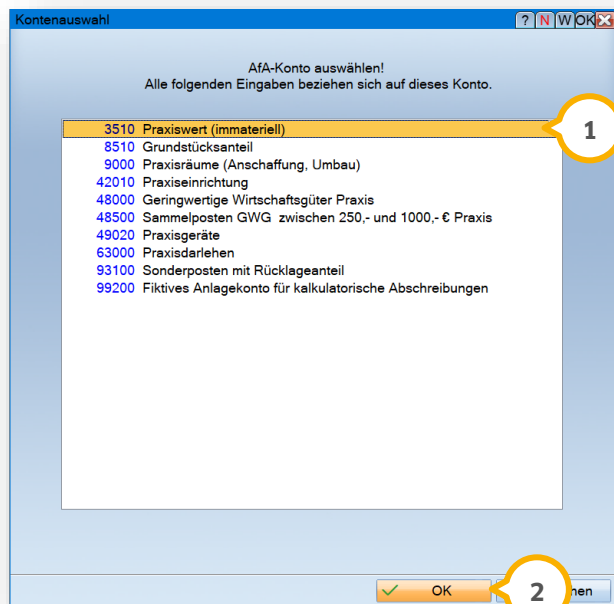 Kontenauswahl ? N W OK
AfA-Konto auswählen!
Alle folgenden Eingaben beziehen sich auf dieses Konto.
3510 Praxiswert (immateriell)
1
8510 Grundstücksanteil
9000 Praxisräume (Anschaffung, Umbau)
42010 Praxiseinrichtung
48000 Geringwertige Wirtschaftsgüter Praxis
48500 Sammelposten GWG zwischen 250,- und 1000,- € Praxis
49020 Praxisgeräte
63000 Praxisdarlehen
93100 Sonderposten mit Rücklageanteil
99200 Fiktives Anlagekonto für kalkulatorische Abschreibungen
OK 2